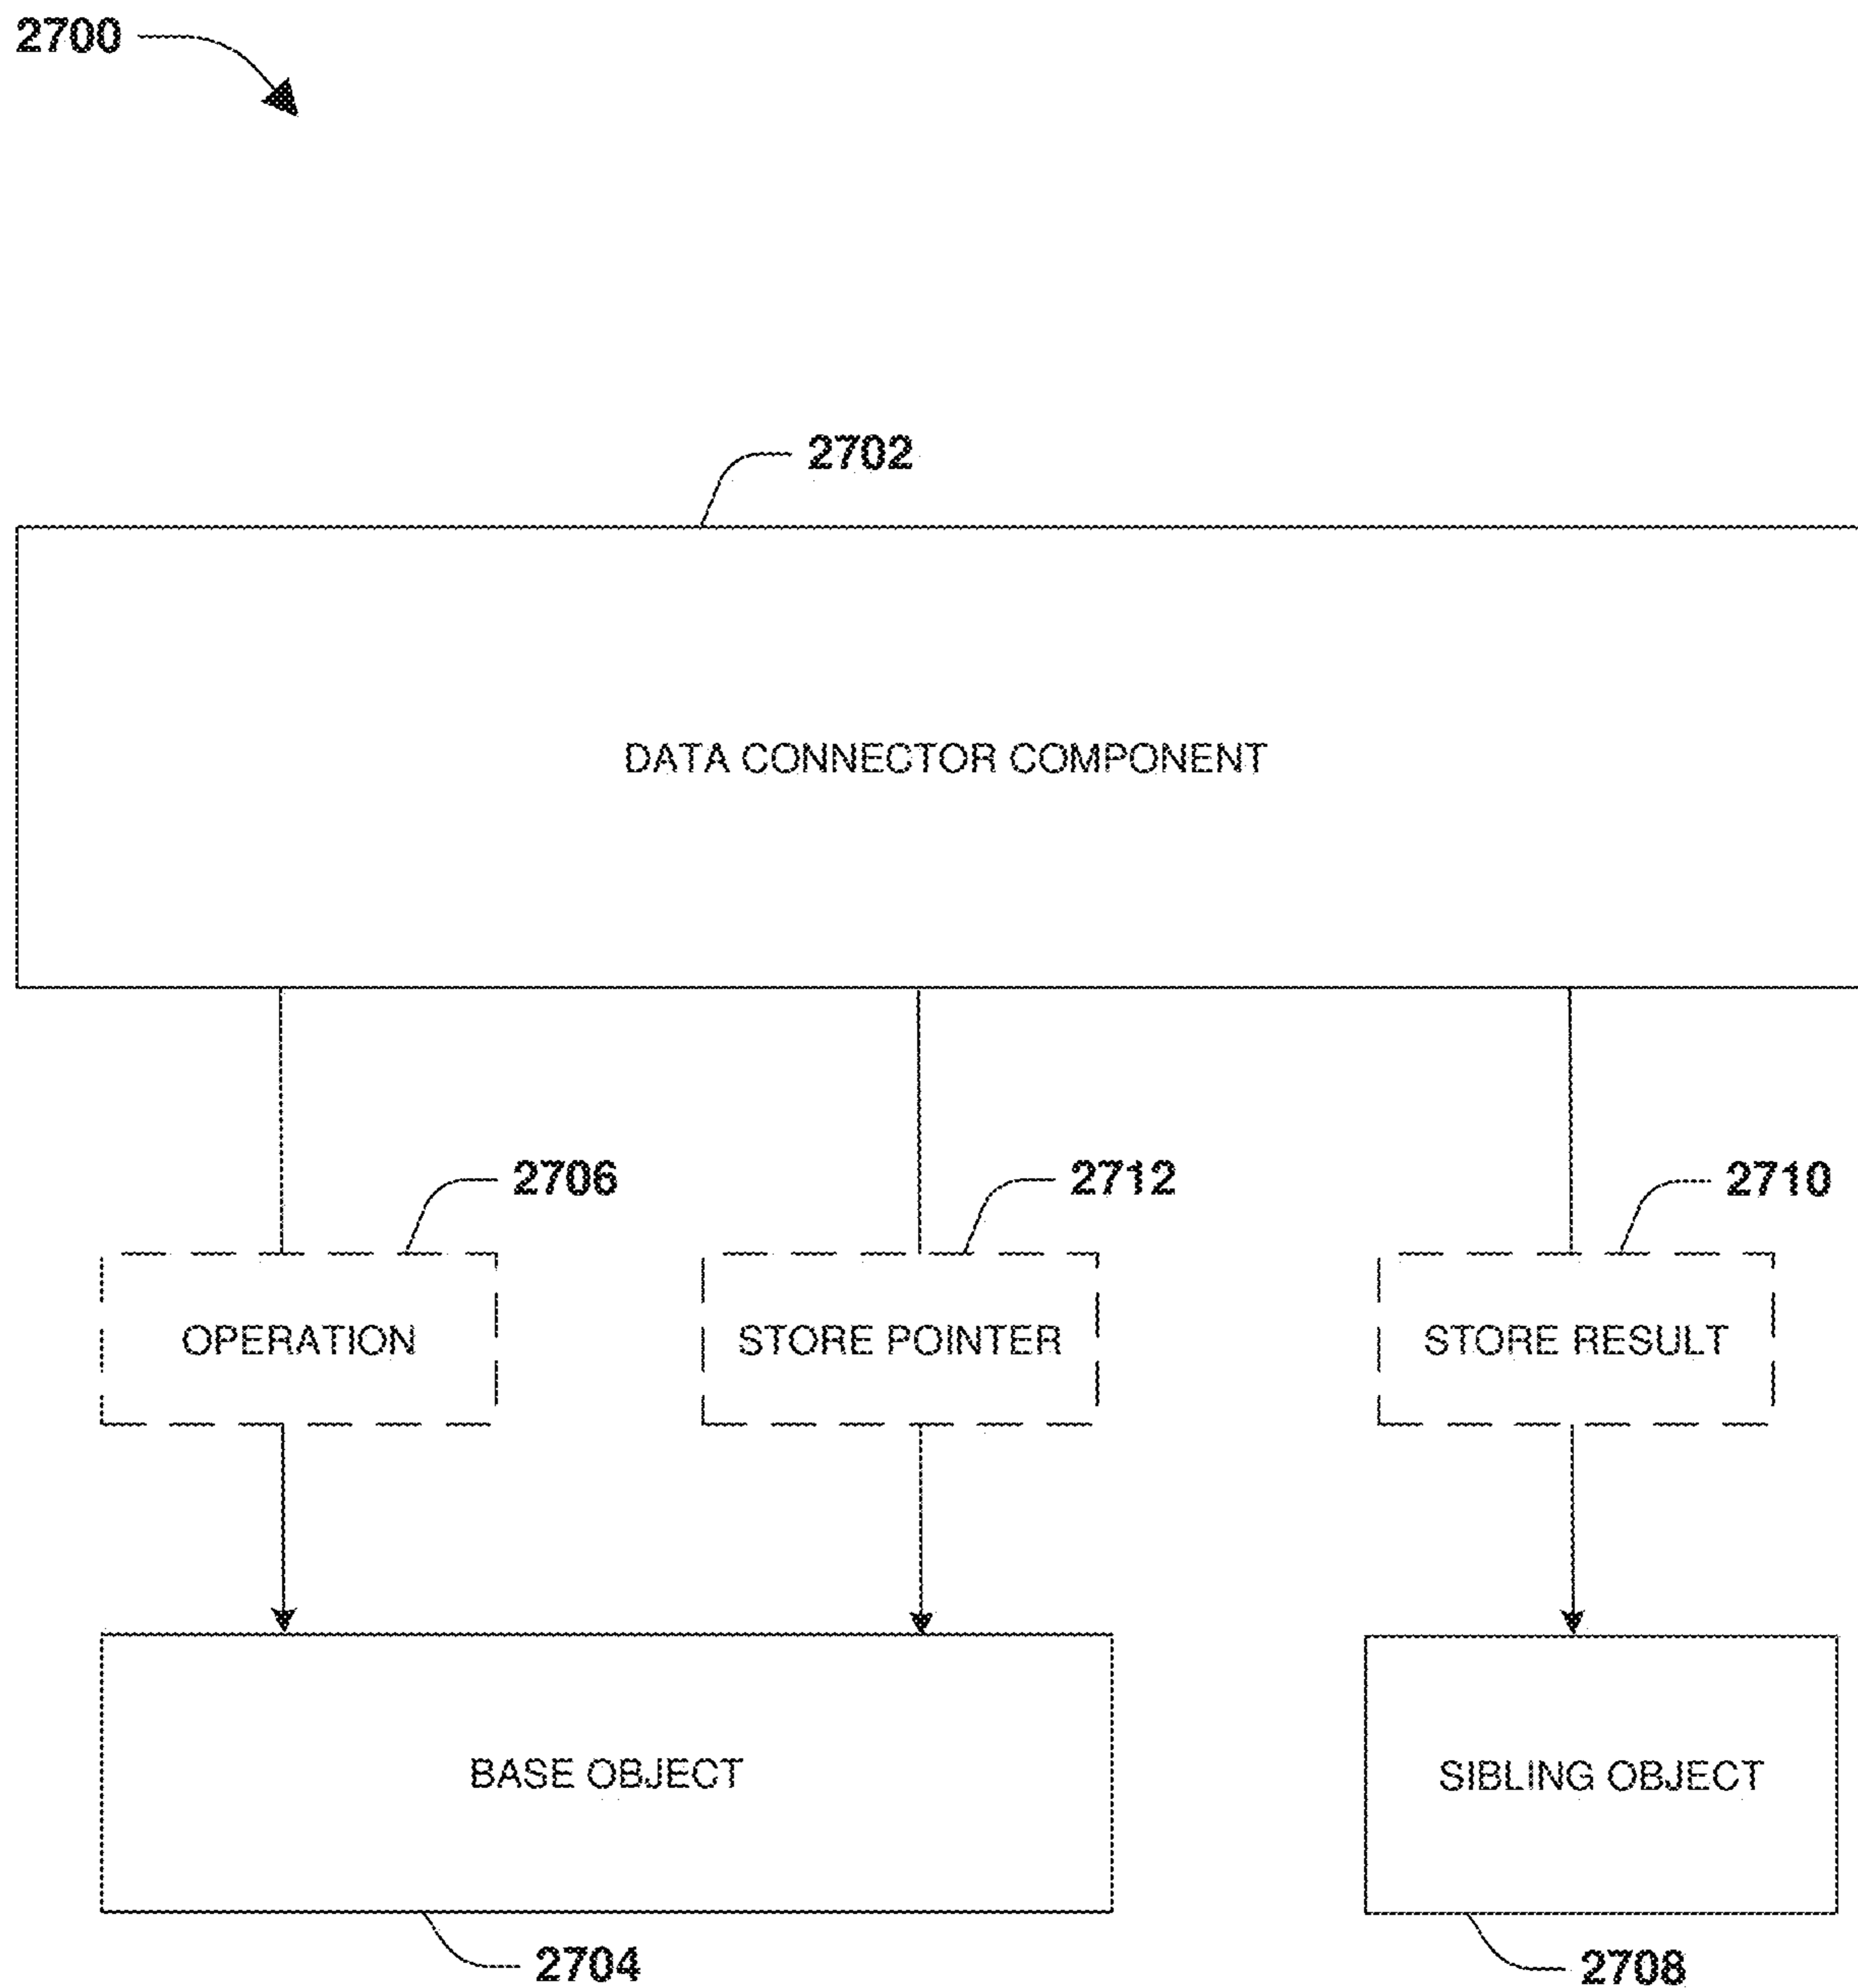 2700
2702
DATA CONNECTOR COMPONENT
2706
2712
2710
OPERATION
STORE POINTER
STORE RESULT
BASE OBJECT
SIBLING OBJECT
2704
2708